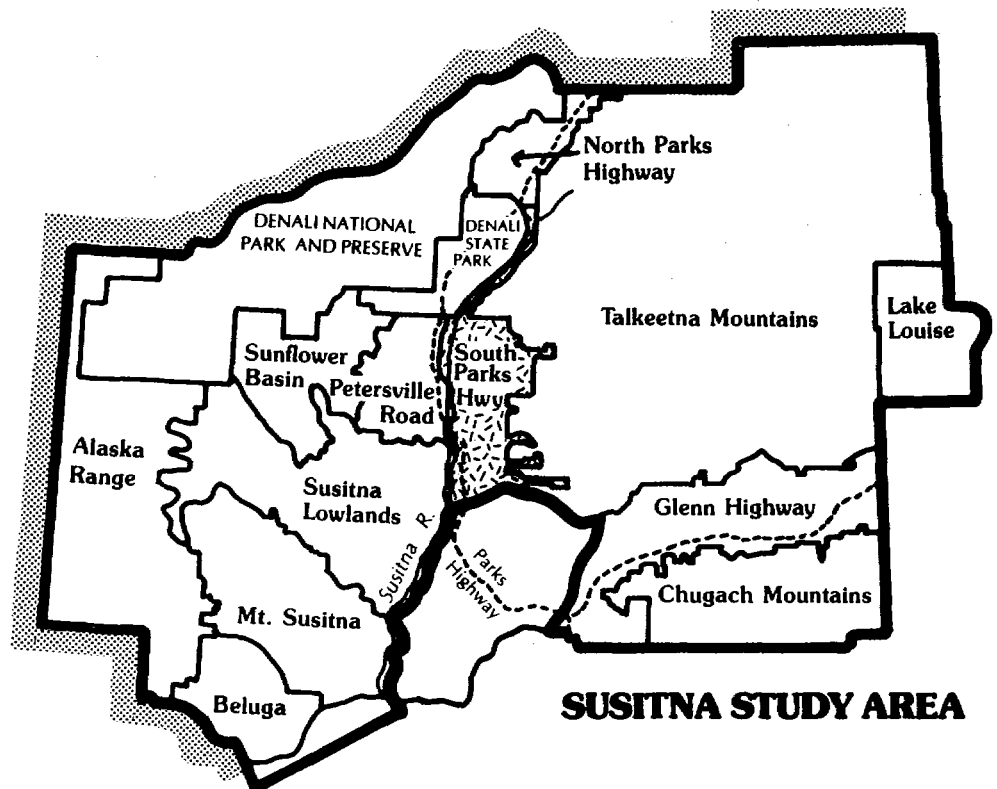 North Parks
Highway
DENALI NATIONAL
PARK AND PRESERVE
DENALI
STATE
PARK
Talkeetna Mountains
Lake
Louise
Sunflower
Basin
Petersville
Road
South
Parks
Hwy
Alaska
Range
Susitna
Lowlands
Susitna R.
Parks
Highway
Glenn Highway
Chugach Mountains
Mt. Susitna
Beluga
SUSITNA STUDY AREA